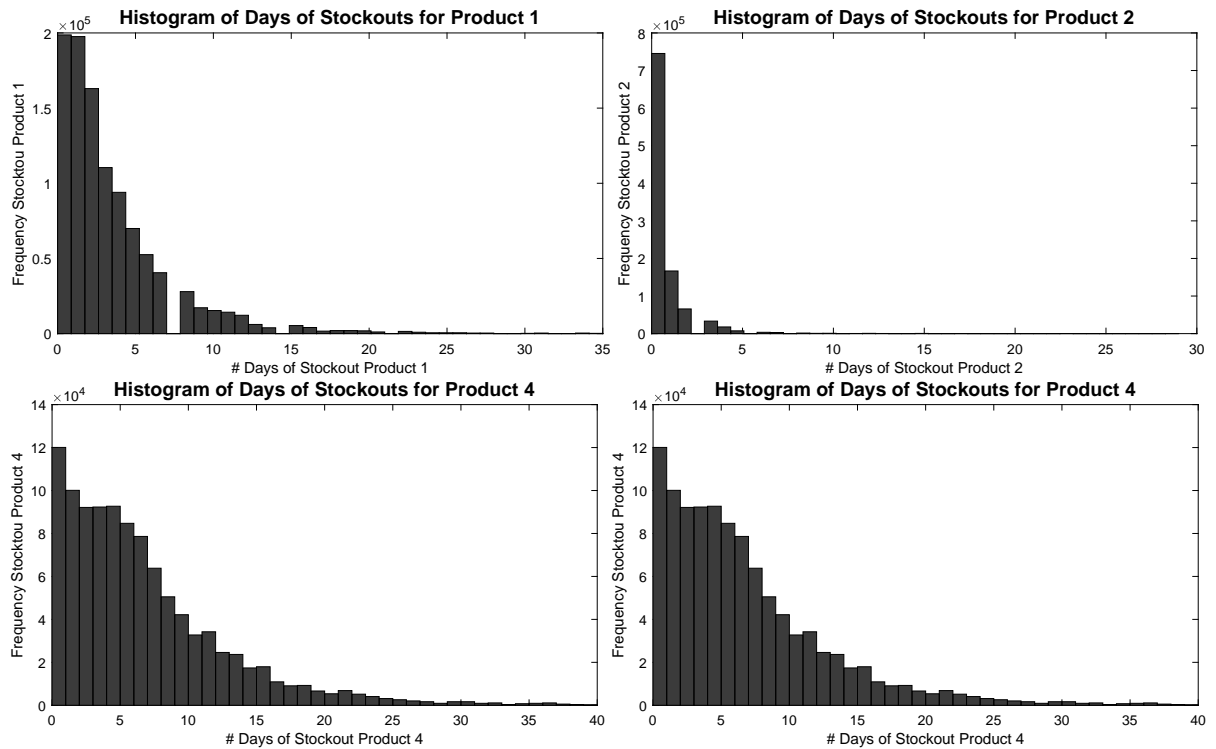 Histogram of Days of Stockouts for Product 1
×10^5
2
1.5
1
0.5
0
Frequency Stocktou Product 1
0 5 10 15 20 25 30 35
# Days of Stockout Product 1
Histogram of Days of Stockouts for Product 2
×10^5
8
7
6
5
4
3
2
1
0
Frequency Stocktou Product 2
0 5 10 15 20 25 30
# Days of Stockout Product 2
Histogram of Days of Stockouts for Product 4
×10^4
14
12
10
8
6
4
2
0
Frequency Stocktou Product 4
0 5 10 15 20 25 30 35 40
# Days of Stockout Product 4
Histogram of Days of Stockouts for Product 4
×10^4
14
12
10
8
6
4
2
0
Frequency Stocktou Product 4
0 5 10 15 20 25 30 35 40
# Days of Stockout Product 4